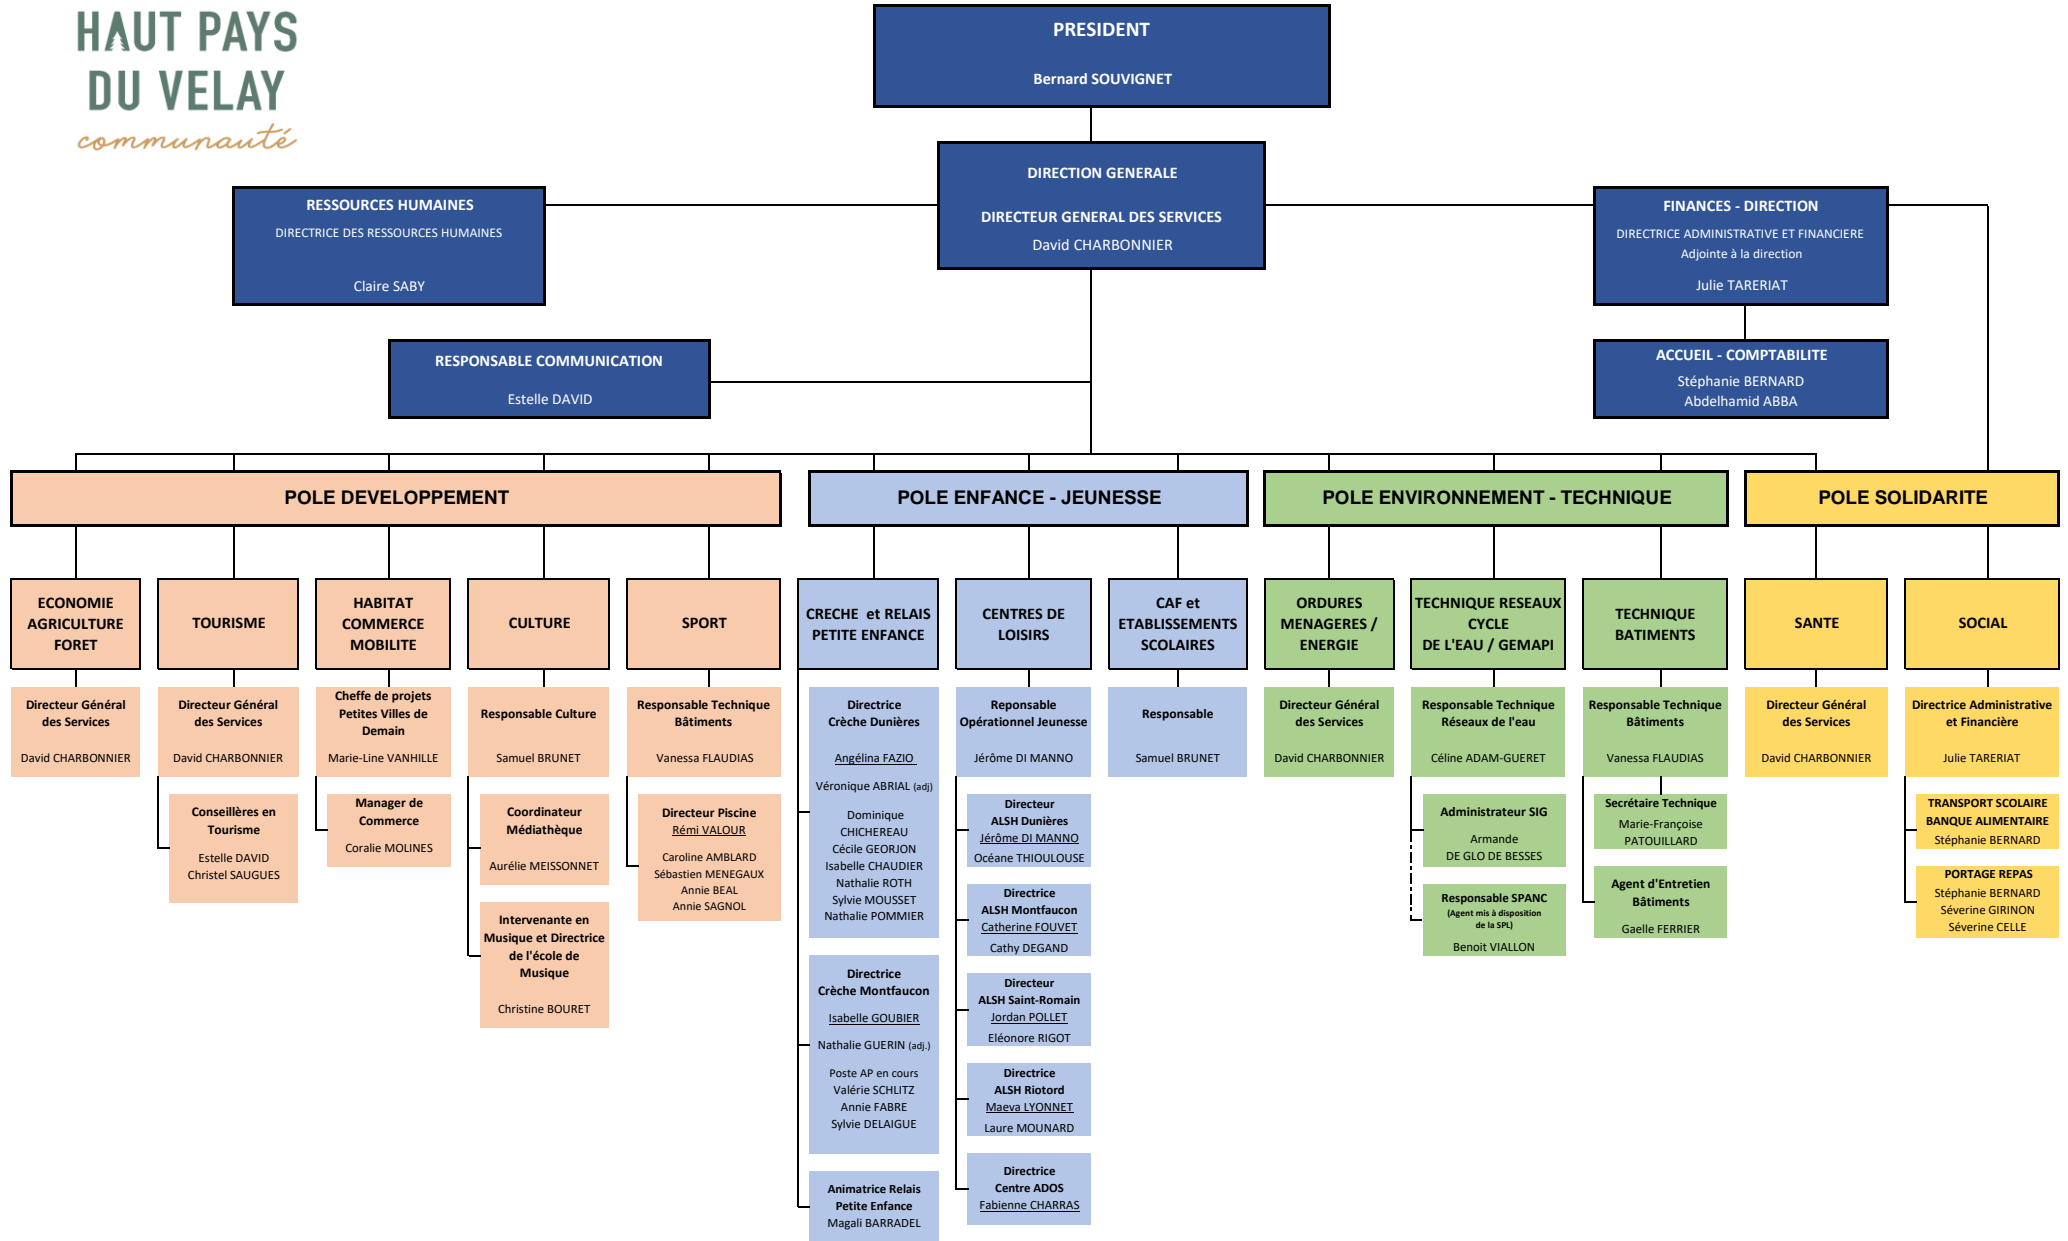 HAUT PAYS
DU VELAY
communauté
PRESIDENT
Bernard SOUVIGNET
DIRECTION GENERALE
DIRECTEUR GENERAL DES SERVICES
David CHARBONNIER
RESSOURCES HUMAINES
DIRECTRICE DES RESSOURCES HUMAINES
Claire SABY
FINANCES - DIRECTION
DIRECTRICE ADMINISTRATIVE ET FINANCIERE
Adjointe à la direction
Julie TARERIAT
RESPONSABLE COMMUNICATION
Estelle DAVID
ACCUEIL - COMPTABILITE
Stéphanie BERNARD
Abdelhamid ABBA
POLE DEVELOPPEMENT
ECONOMIE
AGRICULTURE
FORET
Directeur Général
des Services
David CHARBONNIER
TOURISME
Directeur Général
des Services
David CHARBONNIER
Conseillères en
Tourisme
Estelle DAVID
Christel SAUGUES
HABITAT
COMMERCE
MOBILITE
Cheffe de projets
Petites Villes de
Demain
Marie-Line VANHILLE
Manager de
Commerce
Coralie MOLINES
CULTURE
Responsable Culture
Samuel BRUNET
Coordinateur
Médiathèque
Aurélie MEISSONNET
Intervenante en
Musique et Directrice
de l'école de
Musique
Christine BOURET
SPORT
Responsable Technique
Bâtiments
Vanessa FLAUDIAS
Directeur Piscine
Rémi VALOUR
Caroline AMBLARD
Sébastien MENEGAUX
Annie BEAL
Annie SAGNOL
POLE ENFANCE - JEUNESSE
CRECHE et RELAIS
PETITE ENFANCE
Directrice
Crèche Dunières
Angélina FAZIO
Véronique ABRIAL (adj)
Dominique
CHICHEREAU
Cécile GEORJON
Isabelle CHAUDIER
Nathalie ROTH
Sylvie MOUSSET
Nathalie POMMIER
Directrice
Crèche Montfaucon
Isabelle GOUBIER
Nathalie GUERIN (adj.)
Poste AP en cours
Valérie SCHLITZ
Annie FABRE
Sylvie DELAIGUE
Animatrice Relais
Petite Enfance
Magali BARRADEL
CENTRES DE
LOISIRS
Reponsable
Opérationnel Jeunesse
Jérôme DI MANNO
Directeur
ALSH Dunières
Jérôme DI MANNO
Océane THIOULOUSE
Directrice
ALSH Montfaucon
Catherine FOUVET
Cathy DEGAND
Directeur
ALSH Saint-Romain
Jordan POLLET
Eléonore RIGOT
Directrice
ALSH Riotord
Maeva LYONNET
Laure MOUNARD
Directrice
Centre ADOS
Fabienne CHARRAS
CAF et
ETABLISSEMENTS
SCOLAIRES
Responsable
Samuel BRUNET
POLE ENVIRONNEMENT - TECHNIQUE
ORDURES
MENAGERES /
ENERGIE
Directeur Général
des Services
David CHARBONNIER
TECHNIQUE RESEAUX
CYCLE
DE L'EAU / GEMAPI
Responsable Technique
Réseaux de l'eau
Céline ADAM-GUERET
Administrateur SIG
Armande
DE GLO DE BESSES
Responsable SPANC
(Agent mis à disposition
de la SPL)
Benoit VIALLON
TECHNIQUE
BATIMENTS
Responsable Technique
Bâtiments
Vanessa FLAUDIAS
Secrétaire Technique
Marie-Françoise
PATOUILLARD
Agent d'Entretien
Bâtiments
Gaelle FERRIER
POLE SOLIDARITE
SANTE
Directeur Général
des Services
David CHARBONNIER
SOCIAL
Directrice Administrative
et Financière
Julie TARERIAT
TRANSPORT SCOLAIRE
BANQUE ALIMENTAIRE
Stéphanie BERNARD
PORTAGE REPAS
Stéphanie BERNARD
Séverine GIRINON
Séverine CELLE